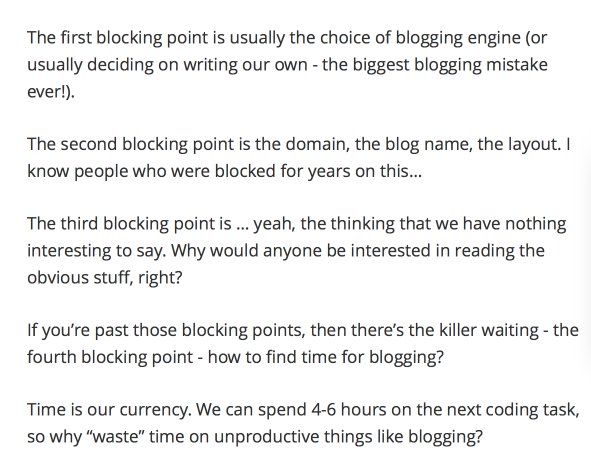 The first blocking point is usually the choice of blogging engine (or
usually deciding on writing our own - the biggest blogging mistake
ever!).
The second blocking point is the domain, the blog name, the layout. I
know people who were blocked for years on this...
The third blocking point is ... yeah, the thinking that we have nothing
interesting to say. Why would anyone be interested in reading the
obvious stuff, right?
If you’re past those blocking points, then there’s the killer waiting - the
fourth blocking point - how to find time for blogging?
Time is our currency. We can spend 4-6 hours on the next coding task,
so why “waste” time on unproductive things like blogging?